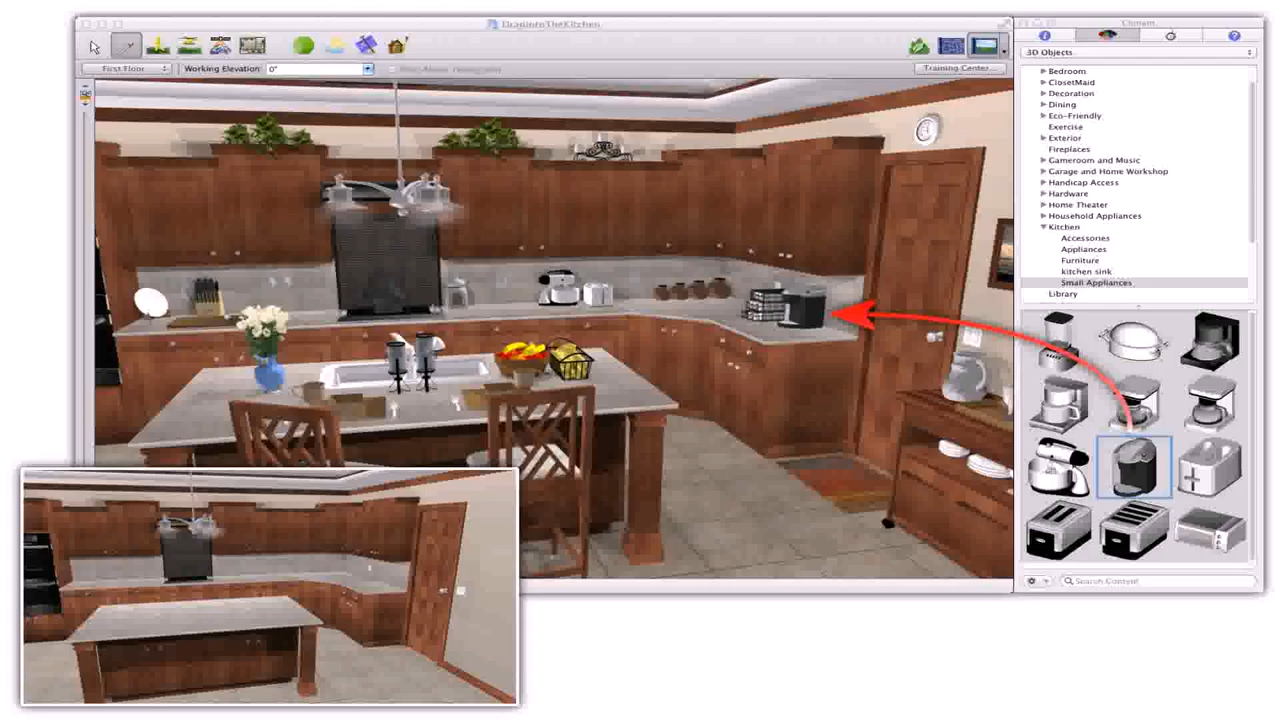 DragIntoTheKitchen
Content
First Floor
Working Elevation: 0"
Training Center...
3D Objects
Bedroom
ClosetMaid
Decoration
Dining
Eco-Friendly
Exercise
Exterior
Fireplaces
Gameroom and Music
Garage and Home Workshop
Handicap Access
Hardware
Home Theater
Household Appliances
Kitchen
Accessories
Appliances
Furniture
kitchen sink
Small Appliances
Library
Search Content